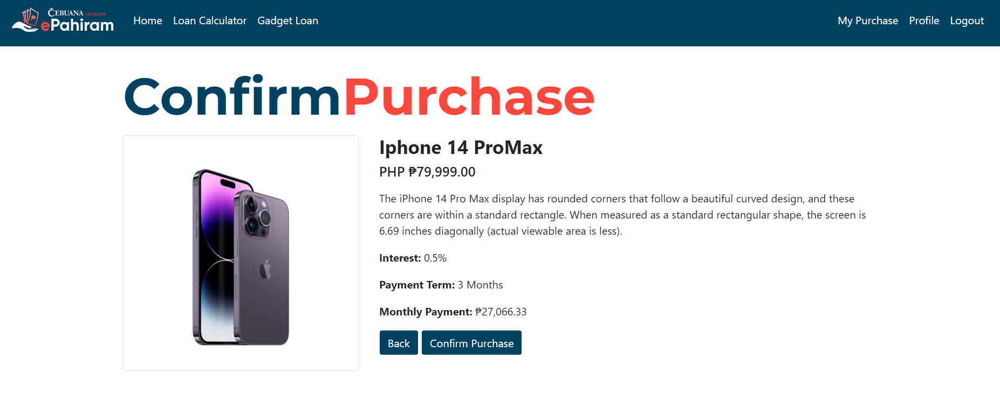 ĈEBUANA LHUILLIER
ePahiram
Home Loan Calculator Gadget Loan
My Purchase Profile Logout
ConfirmPurchase
Iphone 14 ProMax
PHP ₱79,999.00
The iPhone 14 Pro Max display has rounded corners that follow a beautiful curved design, and these
corners are within a standard rectangle. When measured as a standard rectangular shape, the screen is
6.69 inches diagonally (actual viewable area is less).
Interest: 0.5%
Payment Term: 3 Months
Monthly Payment: ₱27,066.33
Back Confirm Purchase